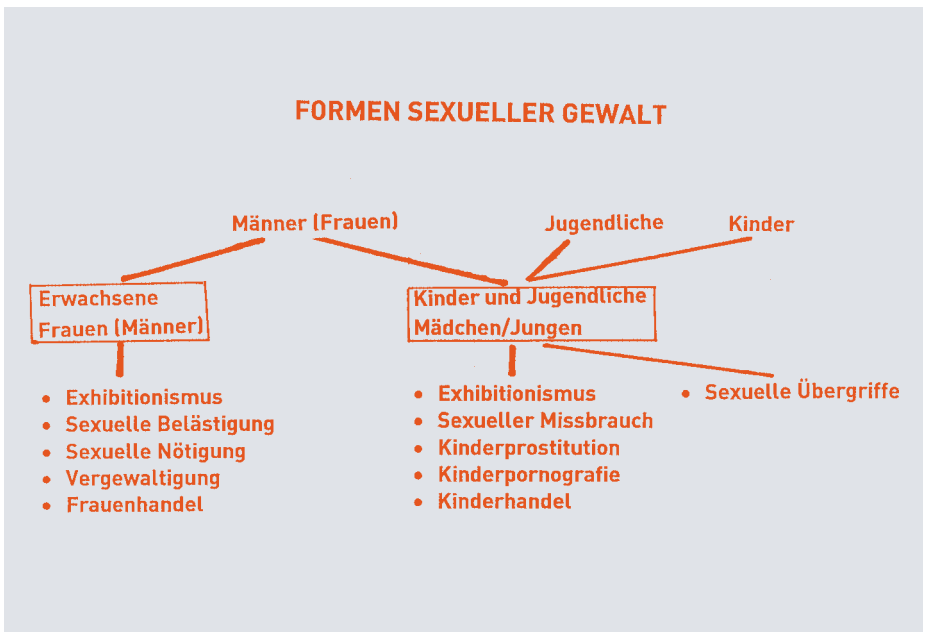 FORMEN SEXUELLER GEWALT
Männer (Frauen)
Jugendliche
Kinder
Erwachsene
Frauen (Männer)
Kinder und Jugendliche
Mädchen/Jungen
• Exhibitionismus
• Sexuelle Belästigung
• Sexuelle Nötigung
• Vergewaltigung
• Frauenhandel
• Exhibitionismus
• Sexueller Missbrauch
• Kinderprostitution
• Kinderpornografie
• Kinderhandel
• Sexuelle Übergriffe